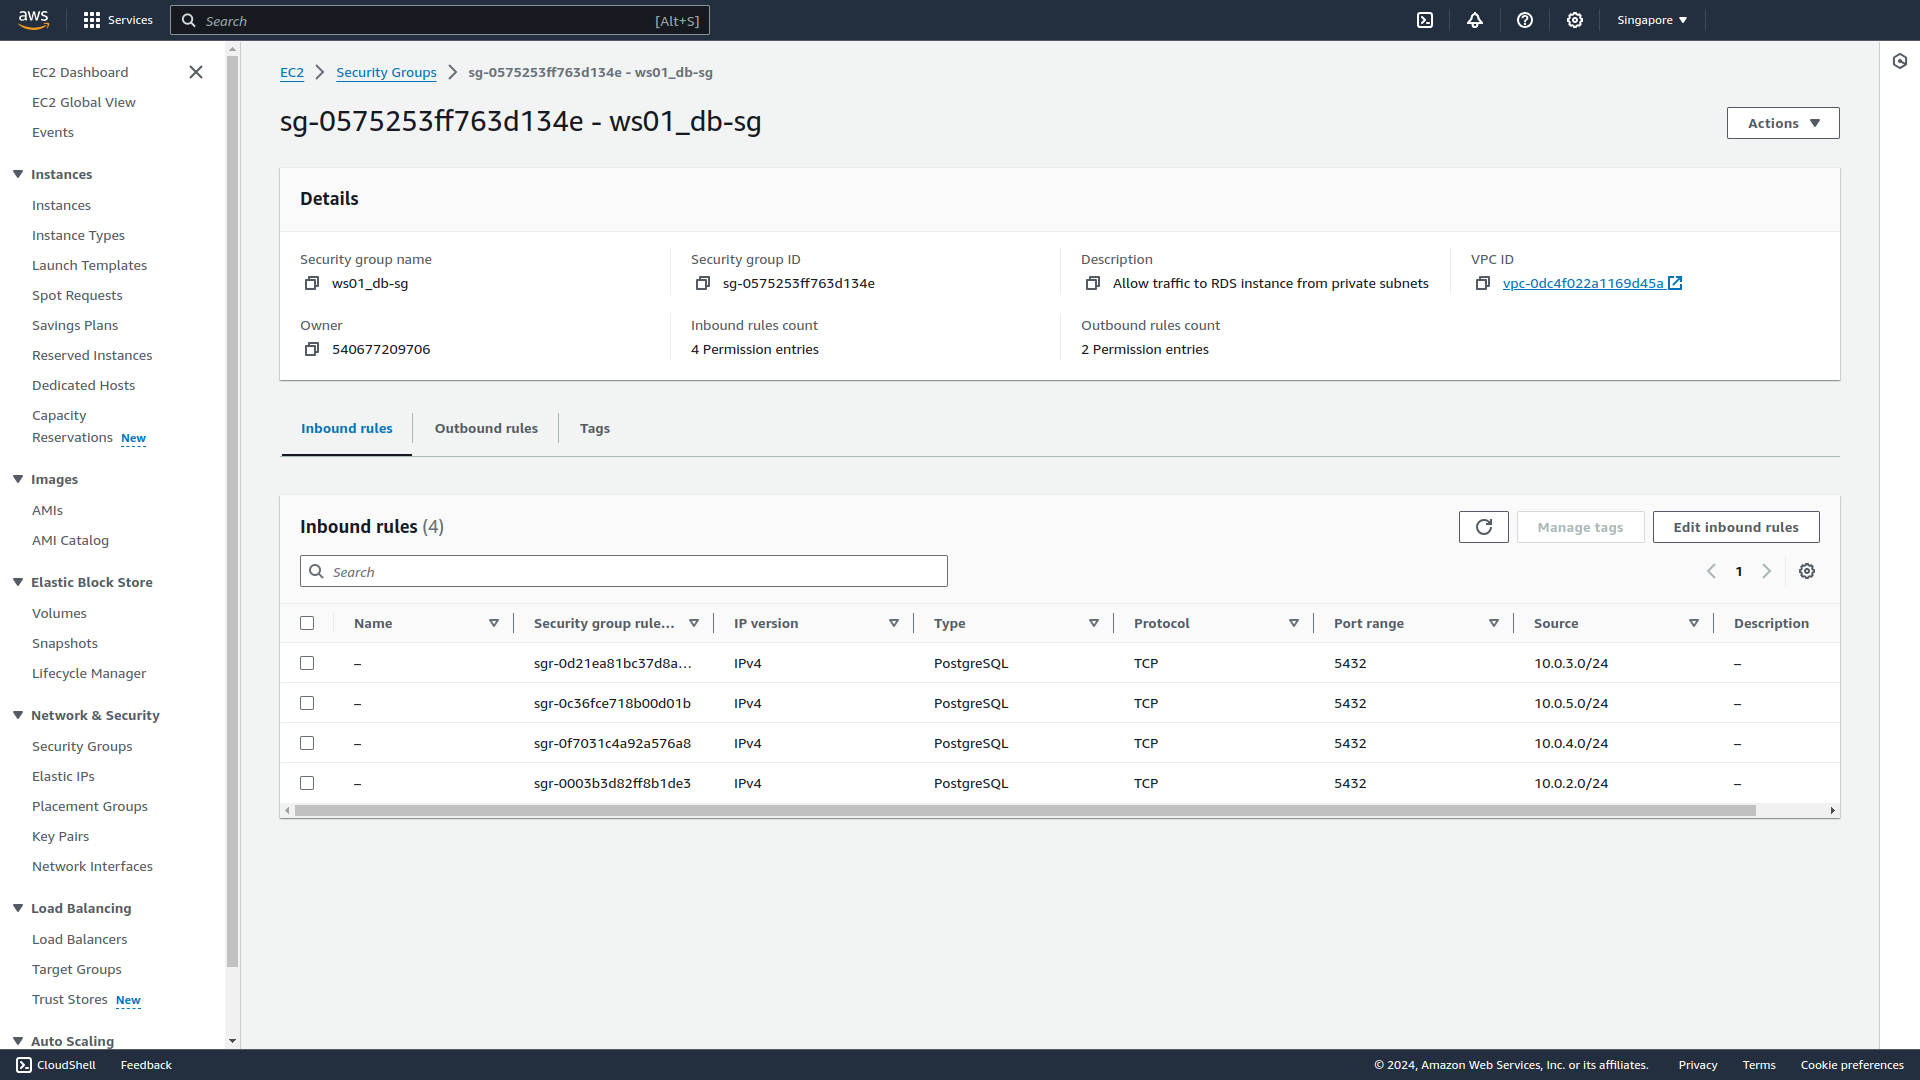 aws Services Search [Alt+S] Singapore
EC2 Dashboard
EC2 Global View
Events
Instances
Instances
Instance Types
Launch Templates
Spot Requests
Savings Plans
Reserved Instances
Dedicated Hosts
Capacity
Reservations New
Images
AMIs
AMI Catalog
Elastic Block Store
Volumes
Snapshots
Lifecycle Manager
Network & Security
Security Groups
Elastic IPs
Placement Groups
Key Pairs
Network Interfaces
Load Balancing
Load Balancers
Target Groups
Trust Stores New
Auto Scaling
EC2 Security Groups sg-0575253ff763d134e - ws01_db-sg
sg-0575253ff763d134e - ws01_db-sg
Actions
Details
Security group name Security group ID Description VPC ID
ws01_db-sg sg-0575253ff763d134e Allow traffic to RDS instance from private subnets vpc-0dc4f022a1169d45a
Owner Inbound rules count Outbound rules count
540677209706 4 Permission entries 2 Permission entries
Inbound rules Outbound rules Tags
Inbound rules (4) Manage tags Edit inbound rules
Search 1
Name Security group rule... IP version Type Protocol Port range Source Description
– sgr-0d21ea81bc37d8a... IPv4 PostgreSQL TCP 5432 10.0.3.0/24 –
– sgr-0c36fce718b00d01b IPv4 PostgreSQL TCP 5432 10.0.5.0/24 –
– sgr-0f7031c4a92a576a8 IPv4 PostgreSQL TCP 5432 10.0.4.0/24 –
– sgr-0003b3d82ff8b1de3 IPv4 PostgreSQL TCP 5432 10.0.2.0/24 –
CloudShell Feedback © 2024, Amazon Web Services, Inc. or its affiliates. Privacy Terms Cookie preferences